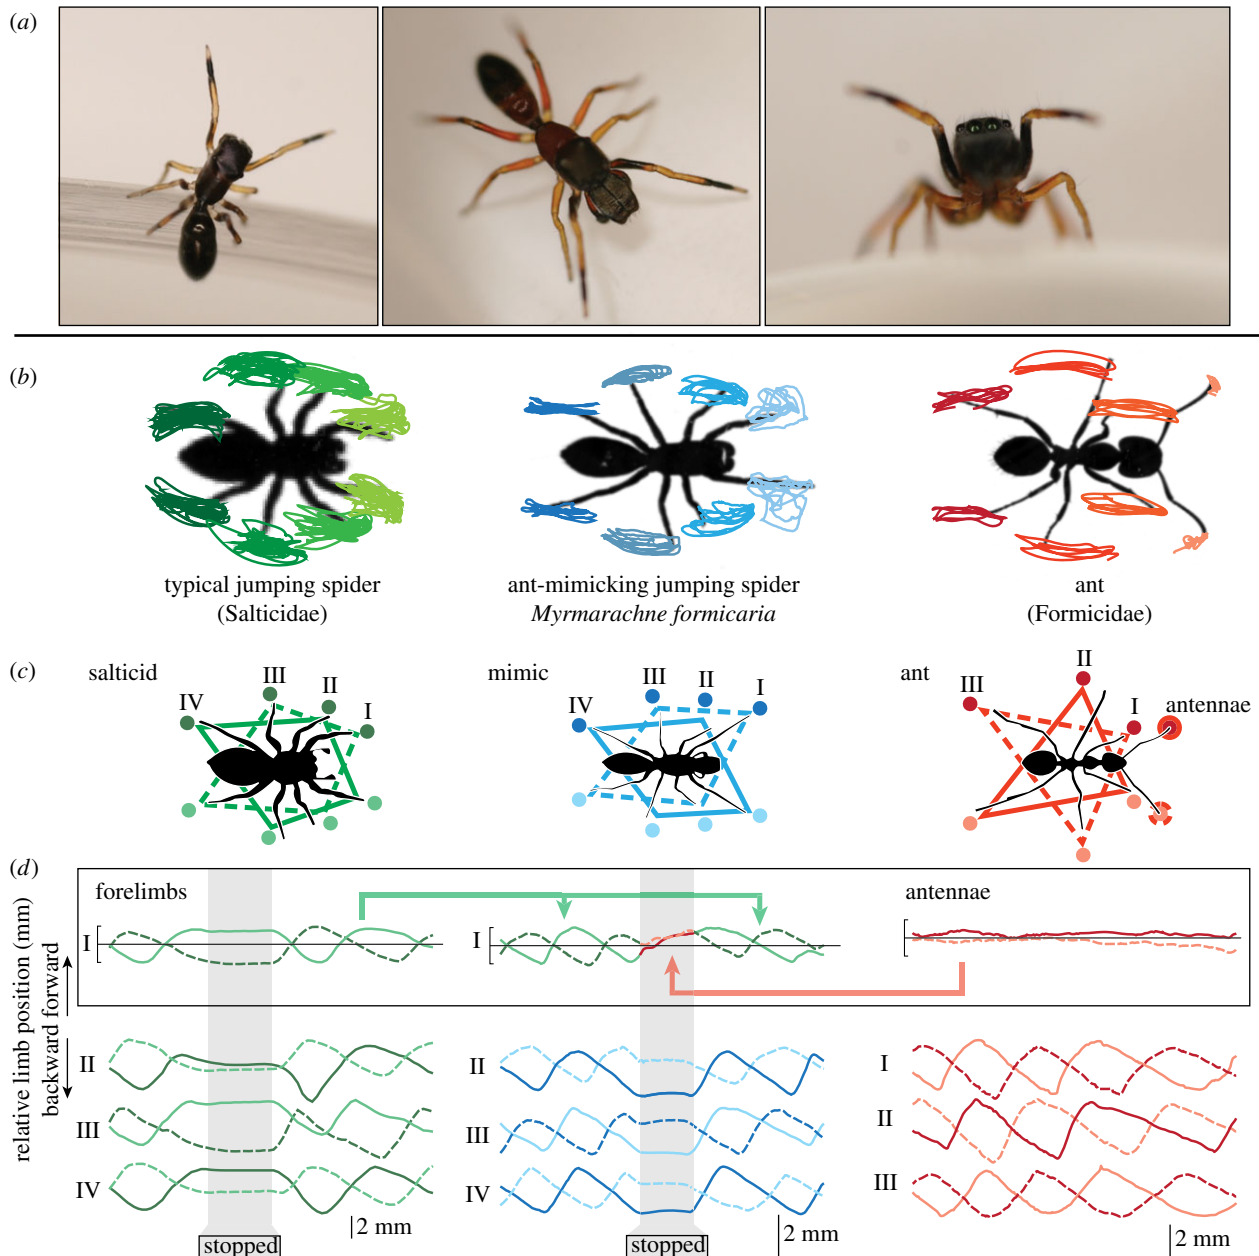 (a)
(b)
typical jumping spider
(Salticidae)
ant-mimicking jumping spider
Myrmarachne formicaria
ant
(Formicidae)
(c)
salticid
IV
III
II
I
mimic
IV
III
II
I
ant
III
II
I
antennae
(d)
relative limb position (mm)
backward forward
forelimbs
I
II
III
IV
2 mm
stopped
I
II
III
IV
2 mm
stopped
antennae
I
II
III
2 mm